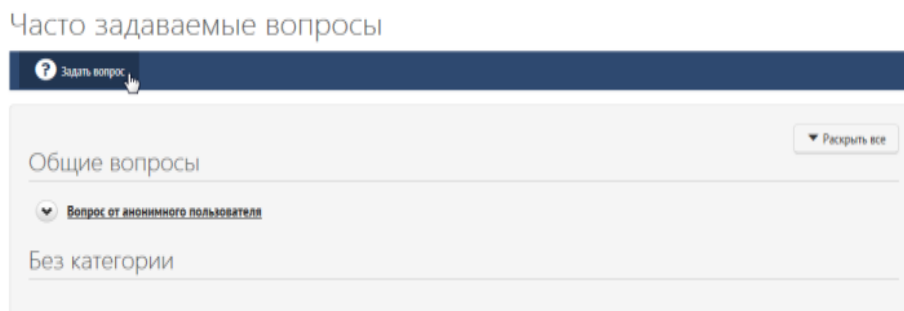 Часто задаваемые вопросы
? Задать вопрос
Раскрыть все
Общие вопросы
Вопрос от анонимного пользователя
Без категории